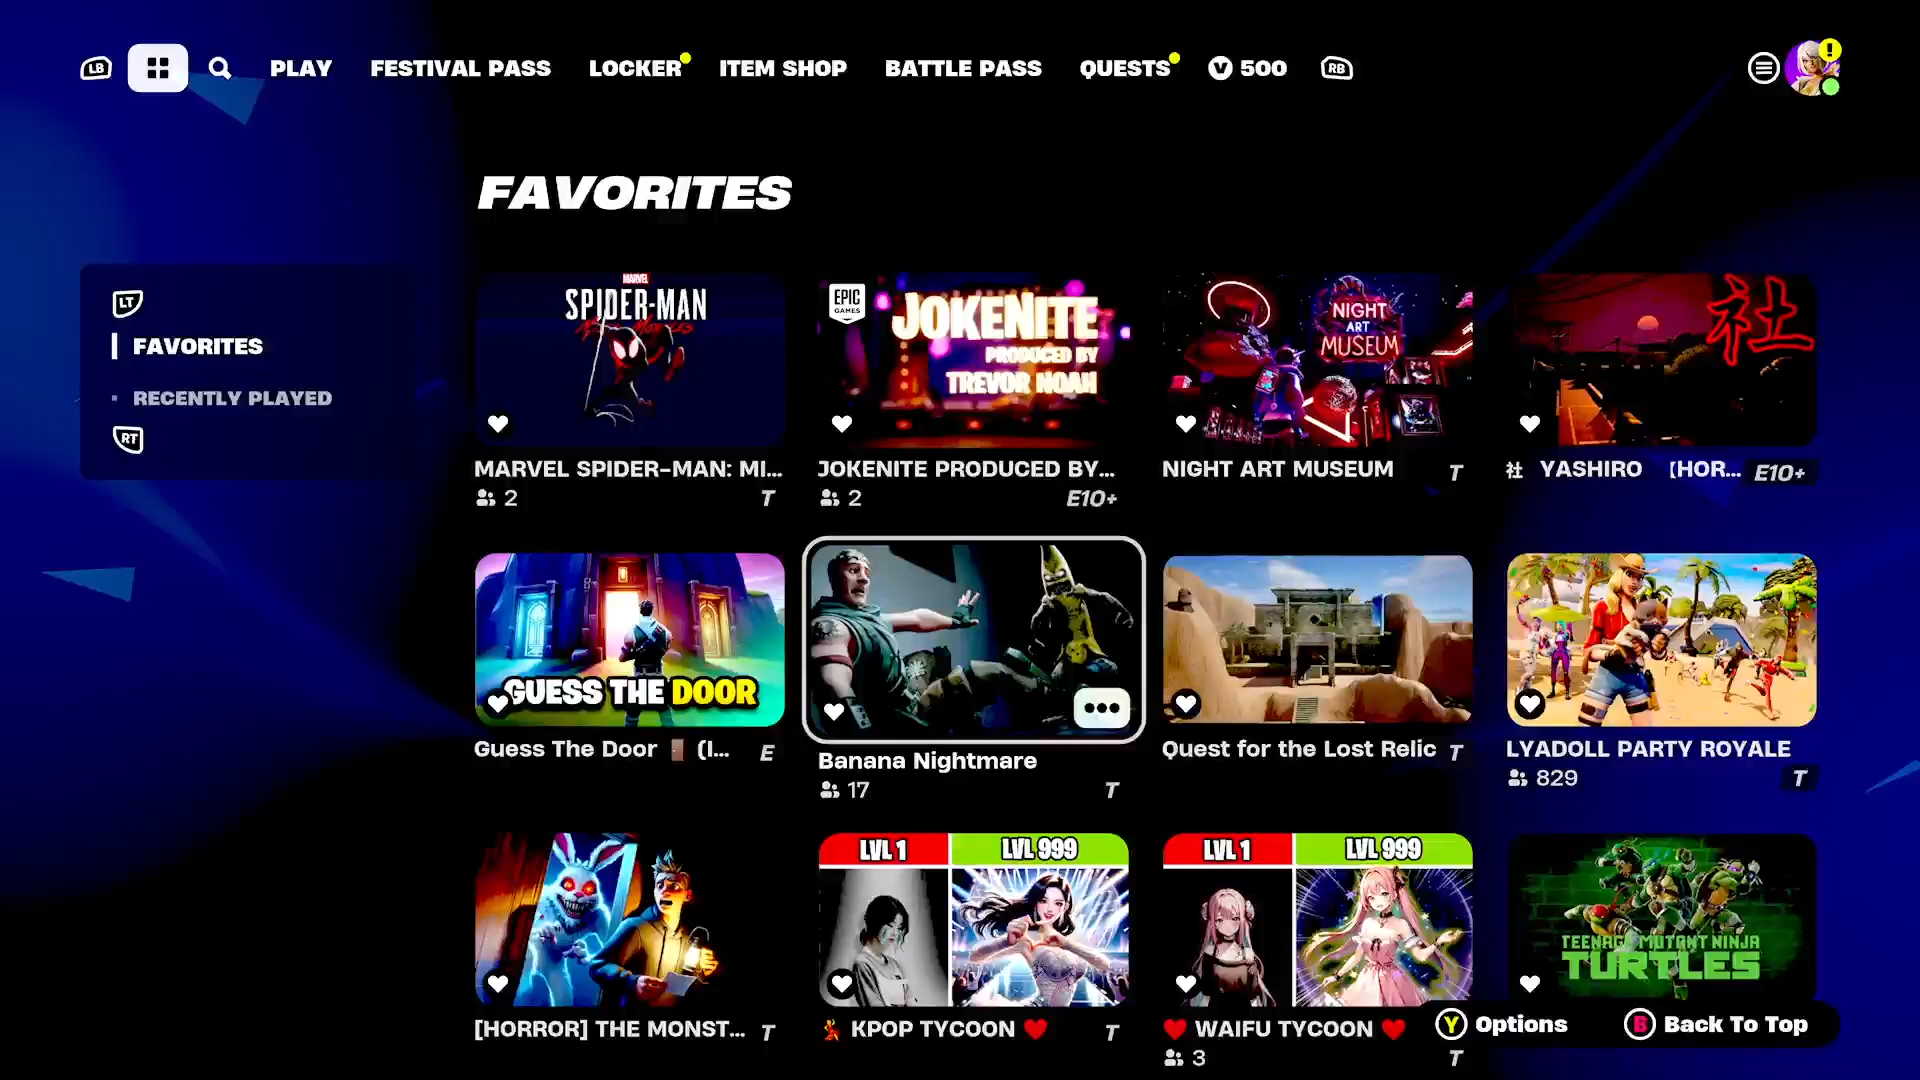 LB
PLAY
FESTIVAL PASS
LOCKER
ITEM SHOP
BATTLE PASS
QUESTS
V 500
RB
FAVORITES
LT
FAVORITES
RECENTLY PLAYED
RT
MARVEL
SPIDER-MAN
MARVEL SPIDER-MAN: MI...
2
T
EPIC
GAMES
JOKENITE
PRODUCED BY
TREVOR NOAH
JOKENITE PRODUCED BY...
2
E10+
NIGHT
ART
MUSEUM
NIGHT ART MUSEUM
T
社
社 YASHIRO 【HOR...
E10+
GUESS THE DOOR
Guess The Door 🚪 (I...
E
Banana Nightmare
17
T
Quest for the Lost Relic
T
LYADOLL PARTY ROYALE
829
T
[HORROR] THE MONST...
T
LVL 1
LVL 999
💃 KPOP TYCOON ❤️
T
LVL 1
LVL 999
❤️ WAIFU TYCOON ❤️
3
T
TEENAGE MUTANT NINJA
TURTLES
Y Options
B Back To Top